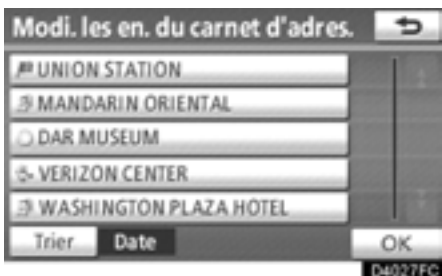 Modi. les en. du carnet d'adres.
UNION STATION
MANDARIN ORIENTAL
DAR MUSEUM
VERIZON CENTER
WASHINGTON PLAZA HOTEL
Trier Date OK
D4027FC